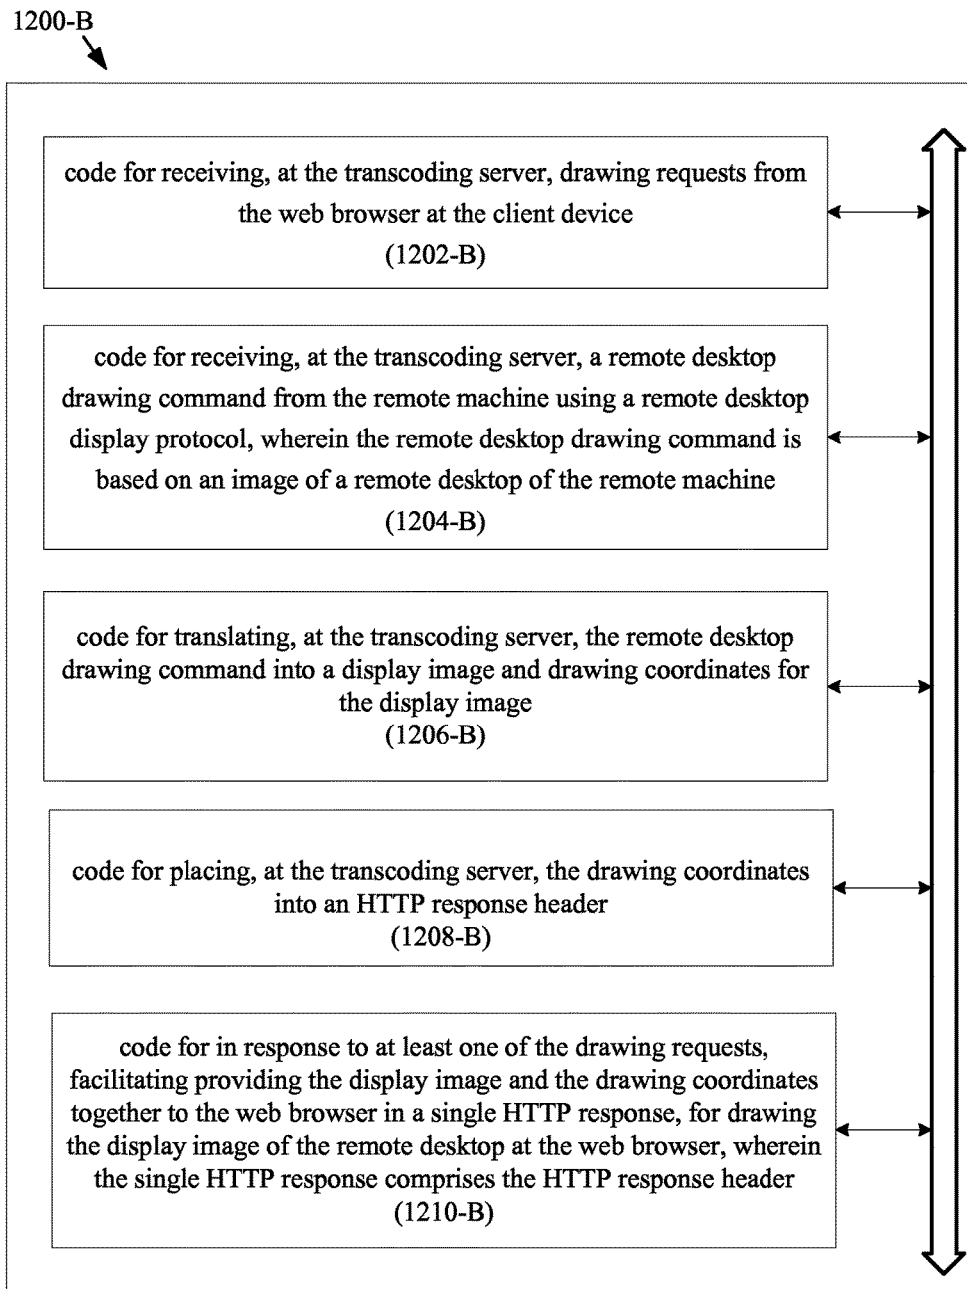 1200-B
code for receiving, at the transcoding server, drawing requests from
the web browser at the client device
(1202-B)
code for receiving, at the transcoding server, a remote desktop
drawing command from the remote machine using a remote desktop
display protocol, wherein the remote desktop drawing command is
based on an image of a remote desktop of the remote machine
(1204-B)
code for translating, at the transcoding server, the remote desktop
drawing command into a display image and drawing coordinates for
the display image
(1206-B)
code for placing, at the transcoding server, the drawing coordinates
into an HTTP response header
(1208-B)
code for in response to at least one of the drawing requests,
facilitating providing the display image and the drawing coordinates
together to the web browser in a single HTTP response, for drawing
the display image of the remote desktop at the web browser, wherein
the single HTTP response comprises the HTTP response header
(1210-B)